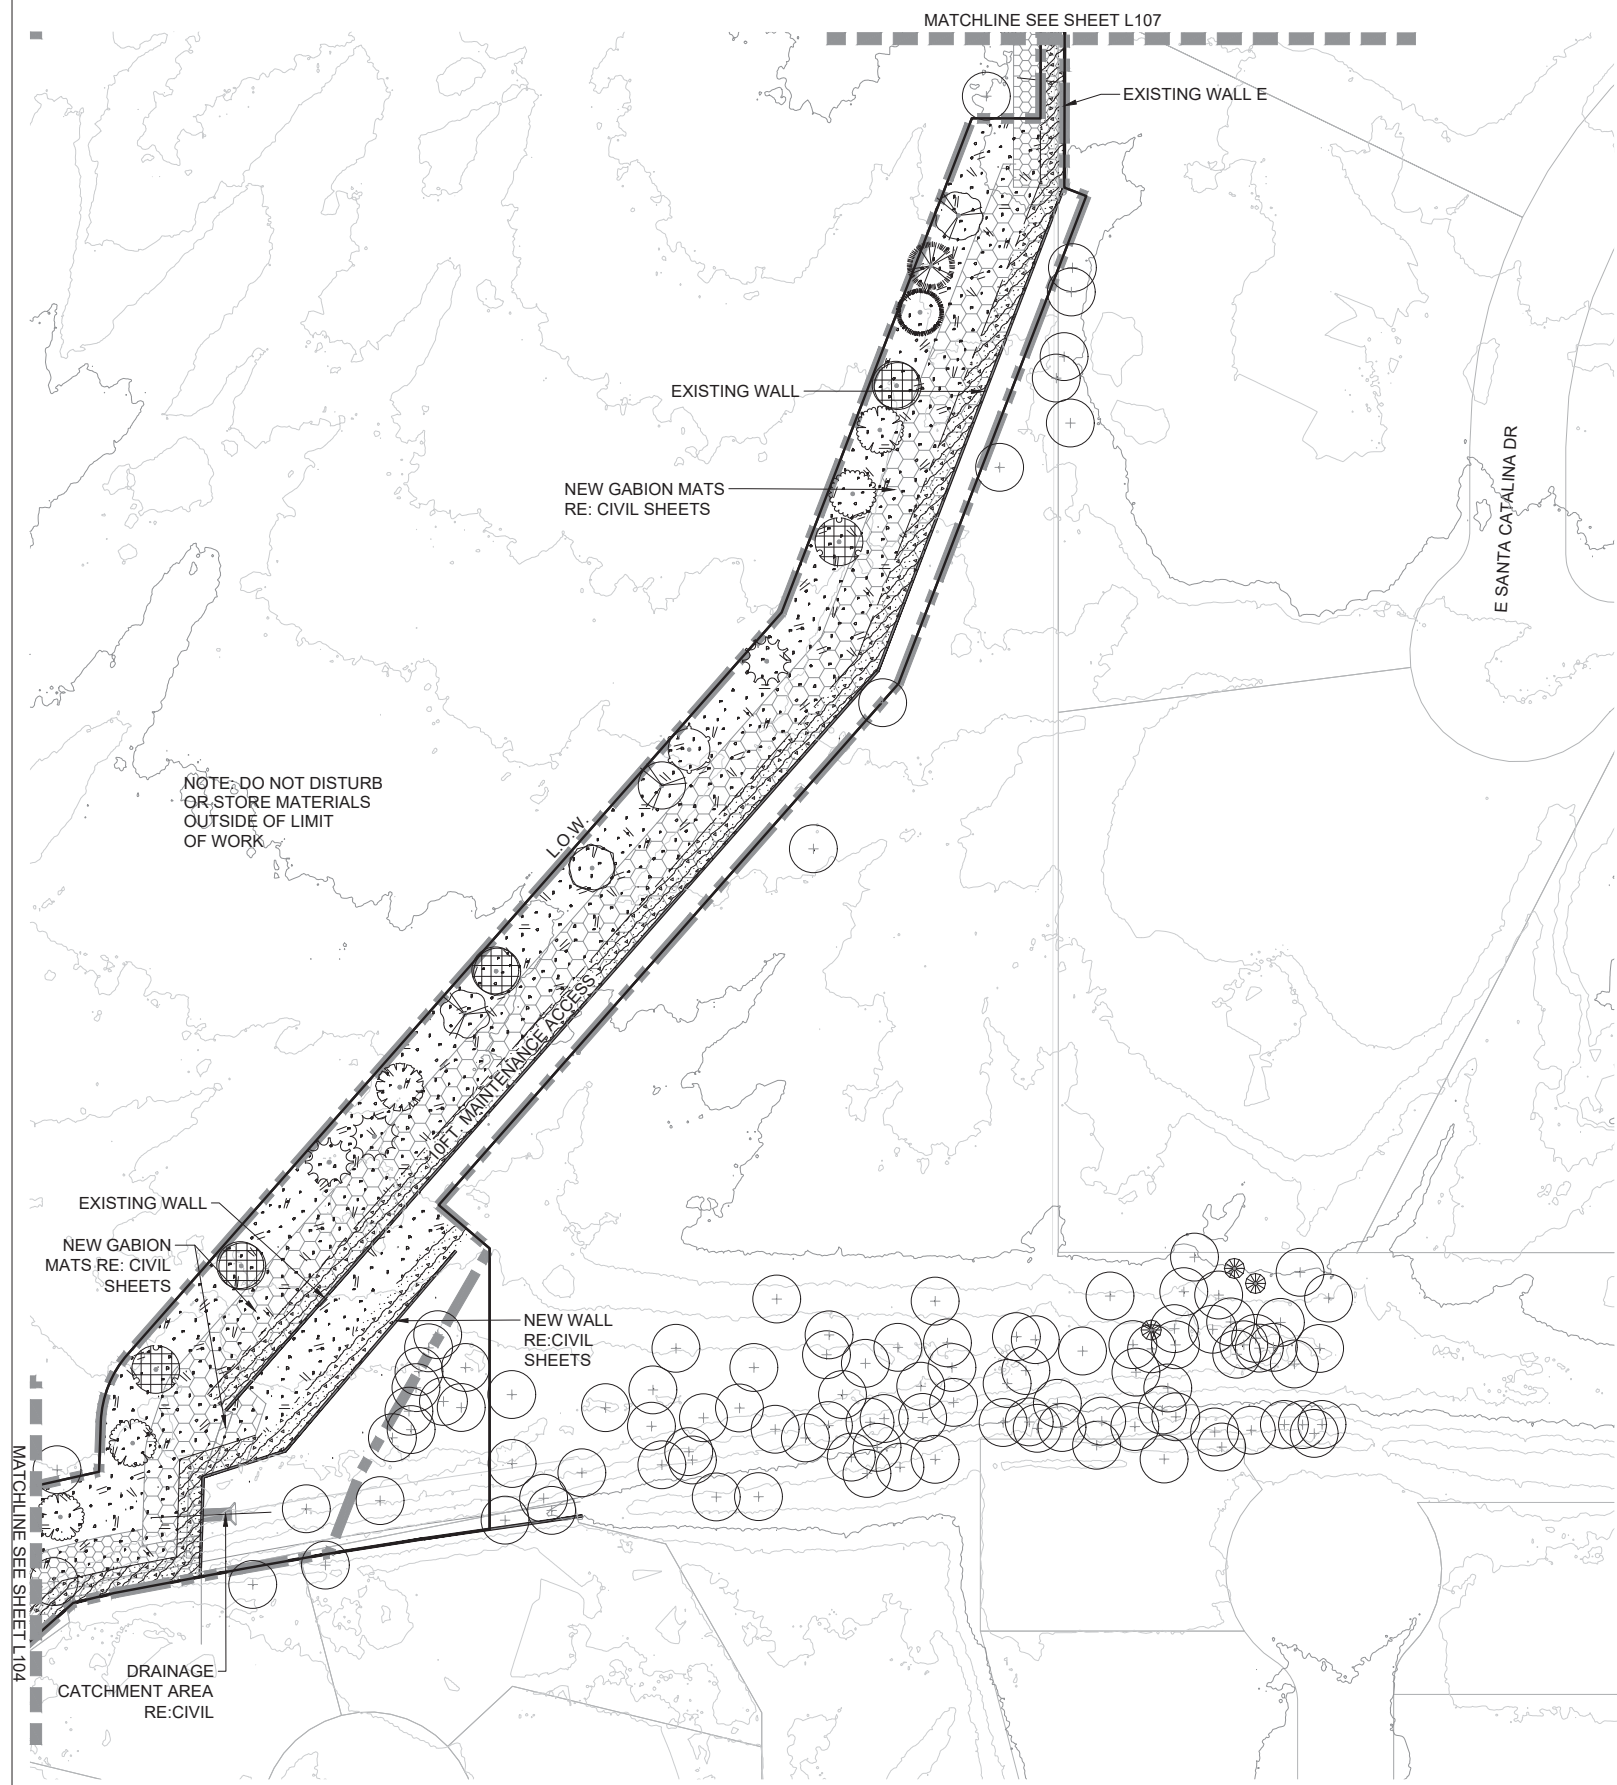 MATCHLINE SEE SHEET L107
EXISTING WALL E
EXISTING WALL
E SANTA CATALINA DR
NEW GABION MATS
RE: CIVIL SHEETS
NOTE: DO NOT DISTURB
OR STORE MATERIALS
OUTSIDE OF LIMIT
OF WORK
L.O.W.
10FT. MAINTENANCE ACCESS
EXISTING WALL
NEW GABION
MATS RE: CIVIL
SHEETS
NEW WALL
RE:CIVIL
SHEETS
MATCHLINE SEE SHEET L104
DRAINAGE
CATCHMENT AREA
RE:CIVIL